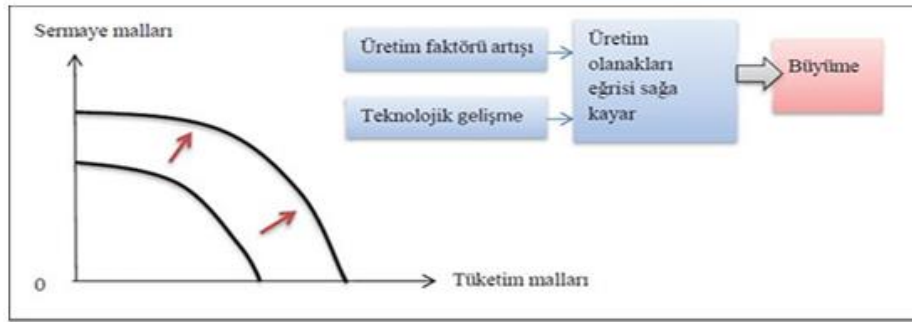 Sermaye malları
Üretim faktörü artışı
Teknolojik gelişme
Üretim
olanakları
eğrisi sağa
kayar
Büyüme
0
Tüketim malları